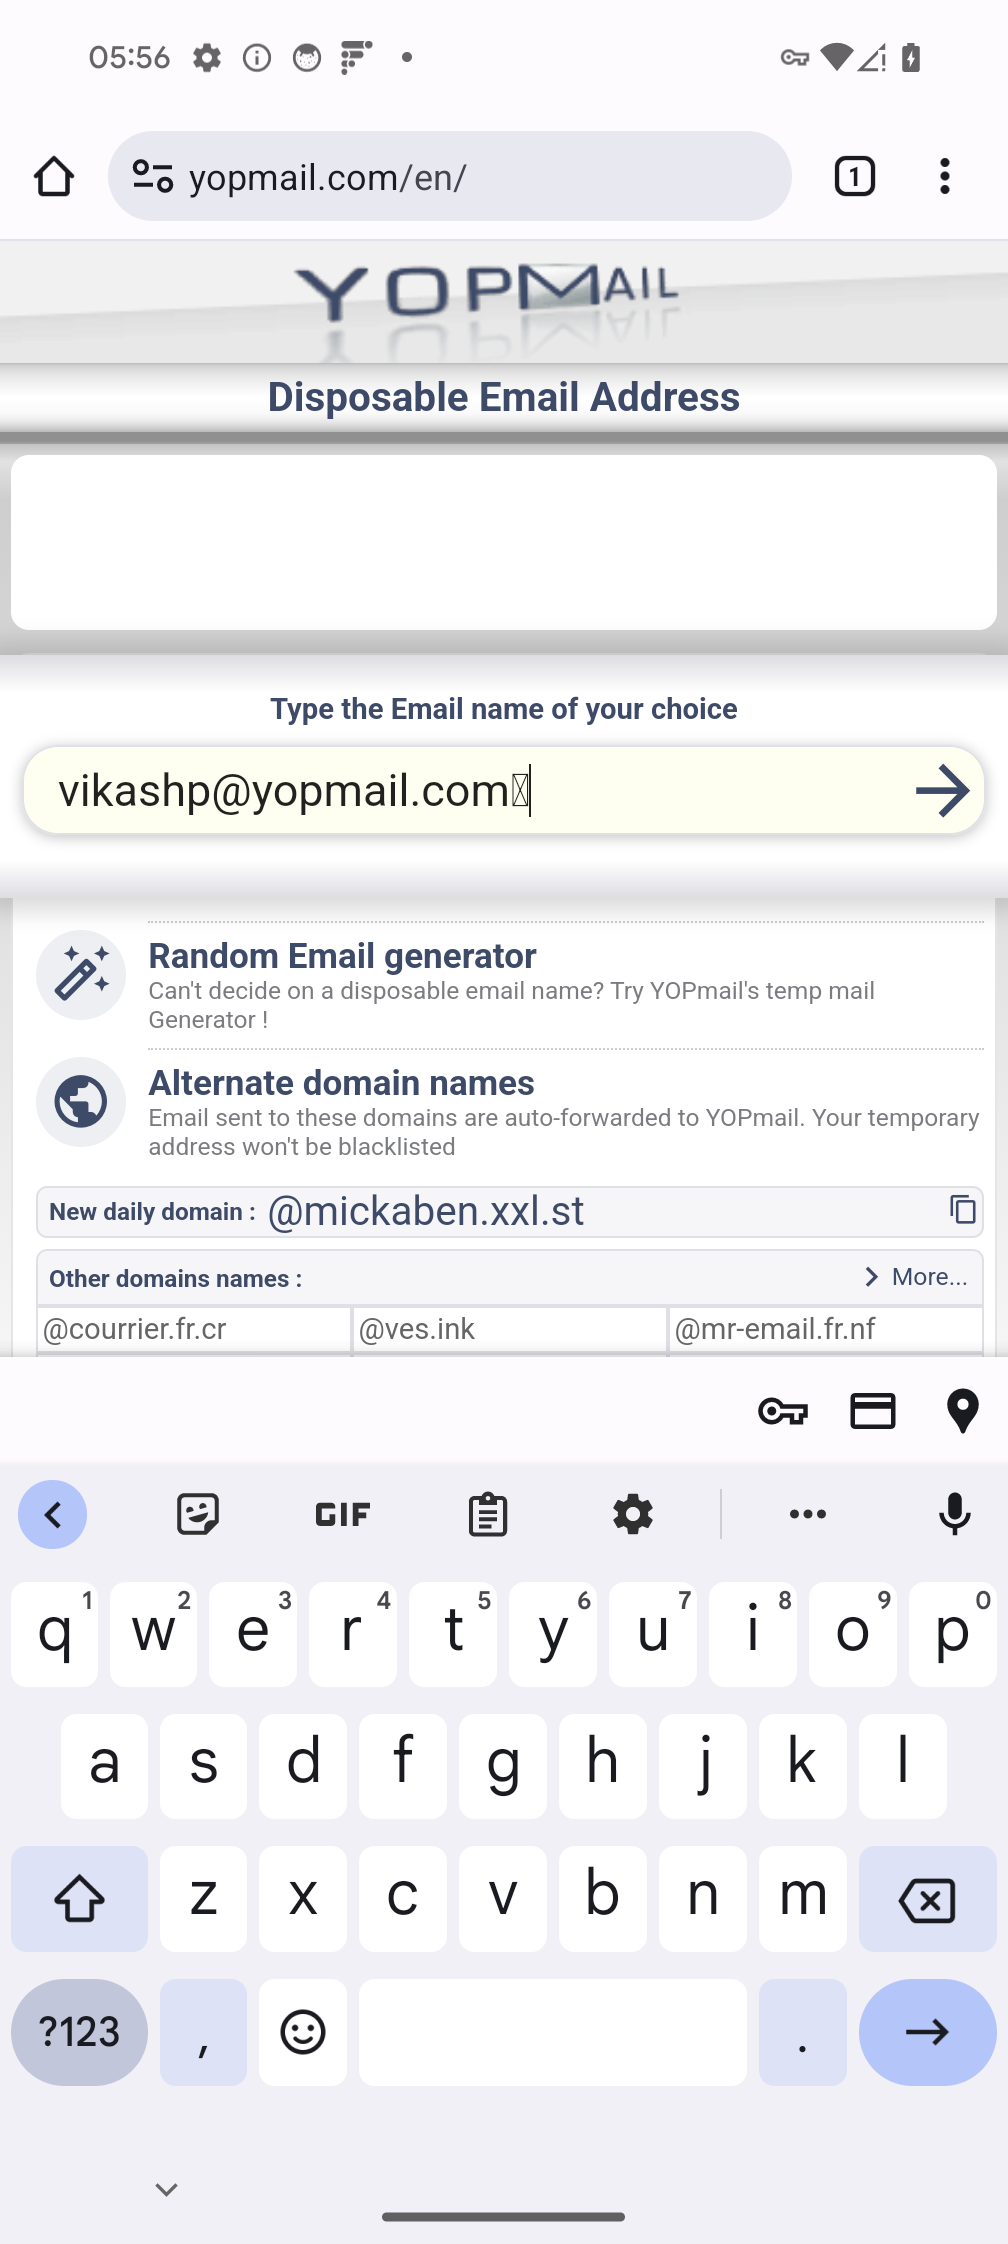 05:56
yopmail.com/en/
1
YOPMAIL
Disposable Email Address
Type the Email name of your choice
vikashp@yopmail.com
Random Email generator
Can't decide on a disposable email name? Try YOPmail's temp mail
Generator !
Alternate domain names
Email sent to these domains are auto-forwarded to YOPmail. Your temporary
address won't be blacklisted
New daily domain : @mickaben.xxl.st
Other domains names : More...
@courrier.fr.cr @ves.ink @mr-email.fr.nf
GIF
1 2 3 4 5 6 7 8 9 0
q w e r t y u i o p
a s d f g h j k l
z x c v b n m
?123 , .